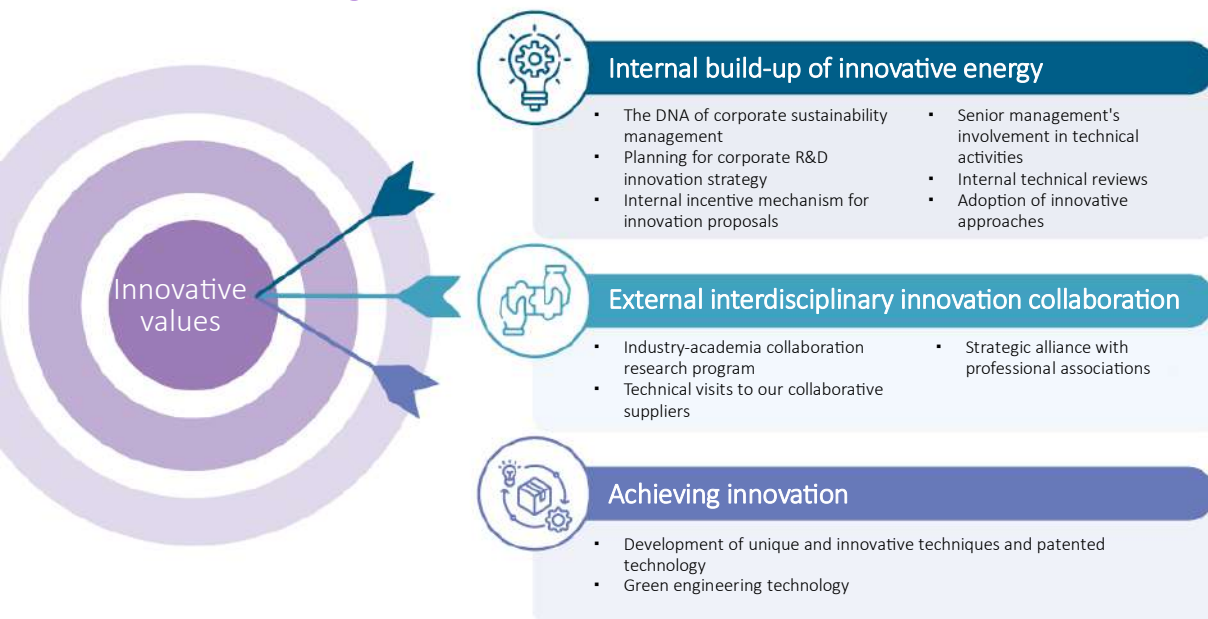 Innovative
values
Internal build-up of innovative energy
▪ The DNA of corporate sustainability
management
▪ Planning for corporate R&D
innovation strategy
▪ Internal incentive mechanism for
innovation proposals
▪ Senior management's
involvement in technical
activities
▪ Internal technical reviews
▪ Adoption of innovative
approaches
External interdisciplinary innovation collaboration
▪ Industry-academia collaboration
research program
▪ Technical visits to our collaborative
suppliers
▪ Strategic alliance with
professional associations
Achieving innovation
▪ Development of unique and innovative techniques and patented
technology
▪ Green engineering technology